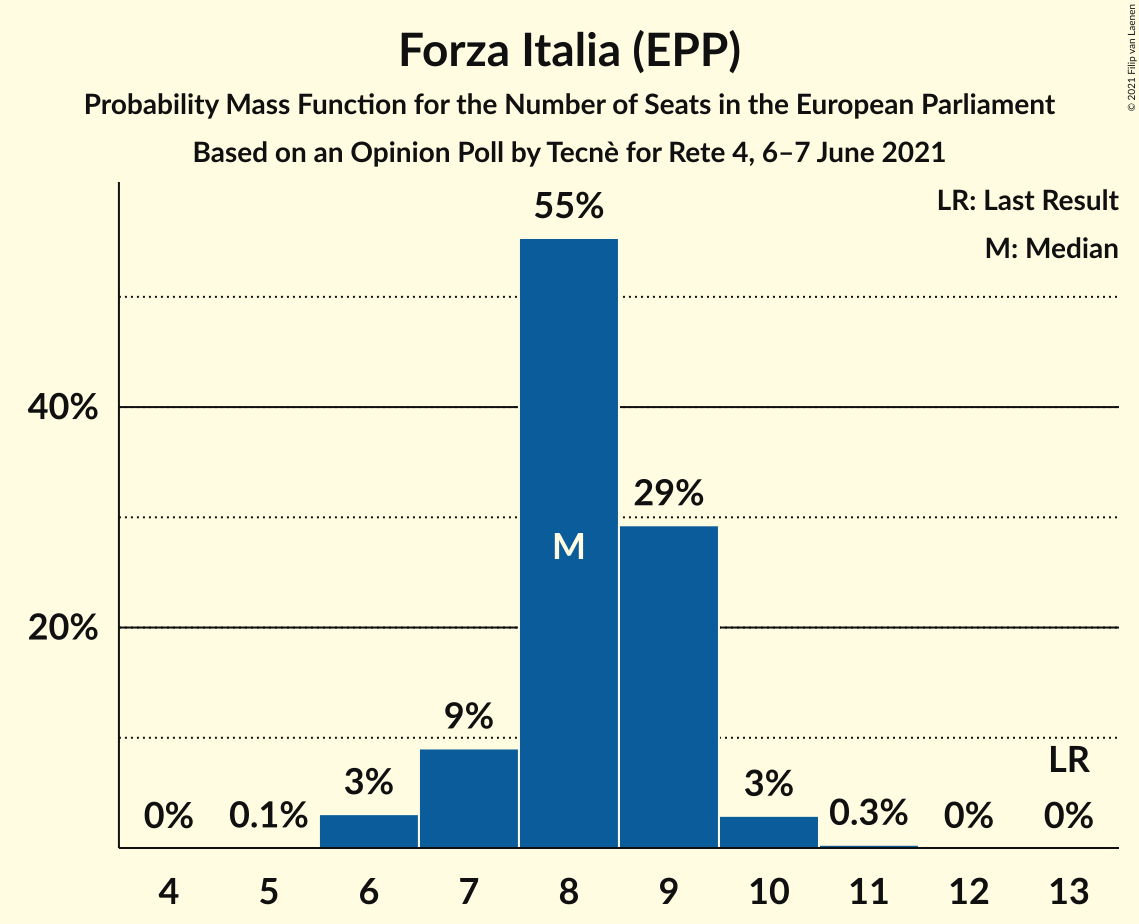 Forza Italia (EPP)
Probability Mass Function for the Number of Seats in the European Parliament
Based on an Opinion Poll by Tecnè for Rete 4, 6–7 June 2021
© 2021 Filip van Laenen
LR: Last Result
M: Median
55%
40%
29%
M
20%
9%
LR
3%
3%
0%
0.1%
0.3%
0%
0%
4 5 6 7 8 9 10 11 12 13